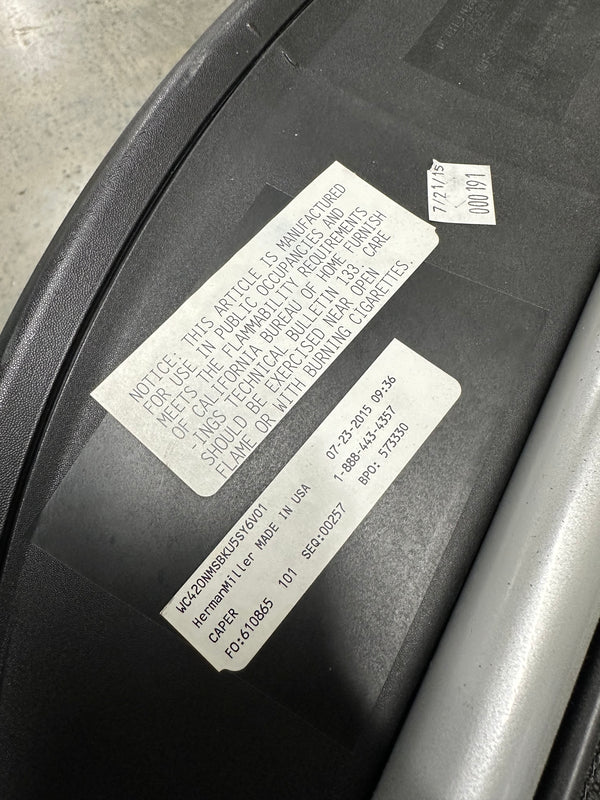 7/21/15
000191
NOTICE: THIS ARTICLE IS MANUFACTURED
FOR USE IN PUBLIC OCCUPANCIES AND
MEETS THE FLAMMABILITY REQUIREMENTS
OF CALIFORNIA BUREAU OF HOME FURNISH
-INGS TECHNICAL BULLETIN 133. CARE
SHOULD BE EXERCISED NEAR OPEN
FLAME OR WITH BURNING CIGARETTES.
WC420NMSBKU5SY6V01 07-23-2015 09:36
HermanMiller MADE IN USA 1-888-443-4357
CAPER BPO: 573330
FO:610865 101 SEQ:00257